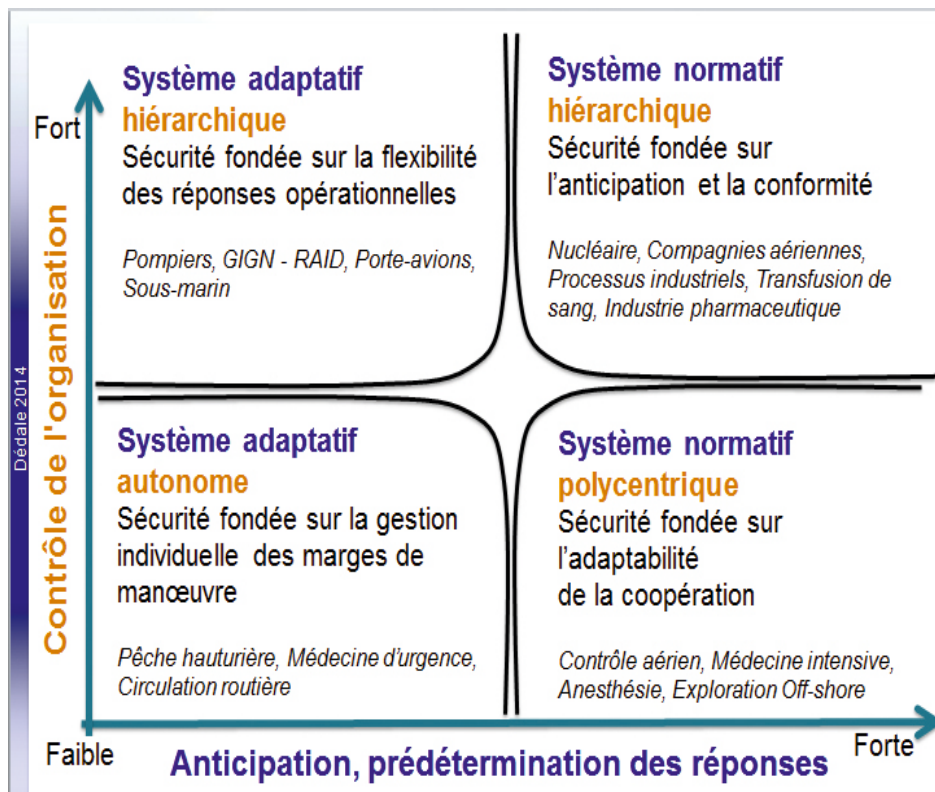 Système adaptatif
hiérarchique
Sécurité fondée sur la flexibilité
des réponses opérationnelles
Pompiers, GIGN - RAID, Porte-avions,
Sous-marin
Système normatif
hiérarchique
Sécurité fondée sur
l'anticipation et la conformité
Nucléaire, Compagnies aériennes,
Processus industriels, Transfusion de
sang, Industrie pharmaceutique
Fort
Contrôle de l'organisation
Dédale 2014
Système adaptatif
autonome
Sécurité fondée sur la gestion
individuelle des marges de
manœuvre
Pêche hauturière, Médecine d'urgence,
Circulation routière
Système normatif
polycentrique
Sécurité fondée sur
l'adaptabilité
de la coopération
Contrôle aérien, Médecine intensive,
Anesthésie, Exploration Off-shore
Faible
Anticipation, prédétermination des réponses
Forte